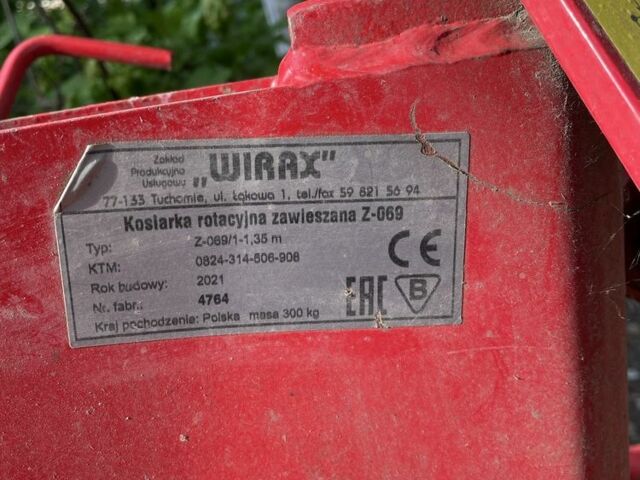 Zakład
Produkcyjno
Usługowy
„WIRAX"
77-133 Tuchomie, ul. Łąkowa 1, tel./fax 59 821 56 94
Kosiarka rotacyjna zawieszana Z-069
Typ: Z-069/1-1,35 m
KTM: 0824-314-506-908
Rok budowy: 2021
Nr. fabr.: 4764
Kraj pochodzenie: Polska masa 300 kg
CE
EAC
B